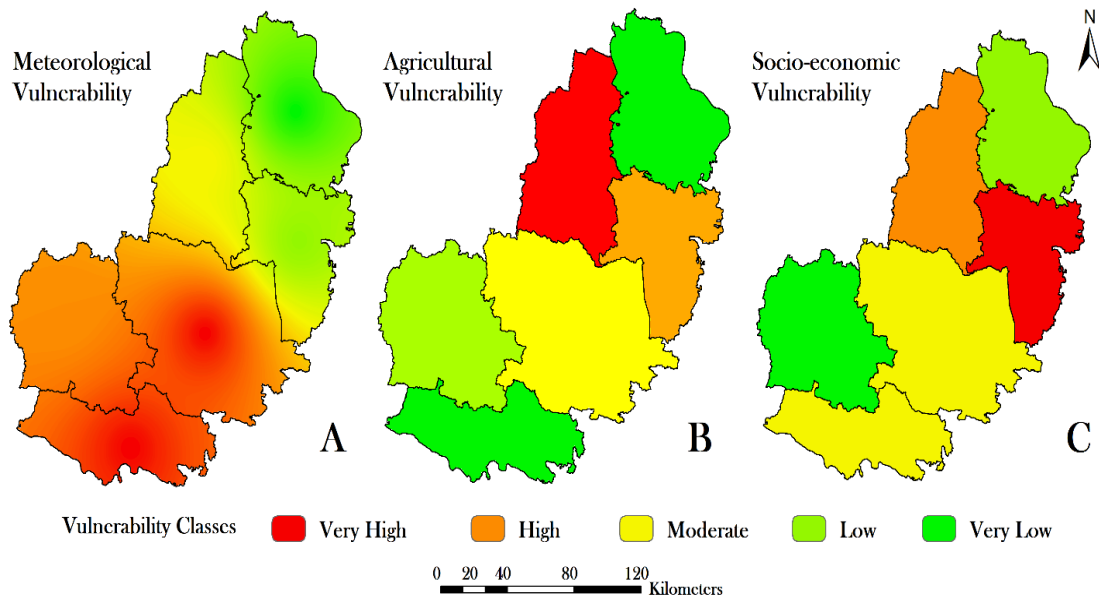 Meteorological
Vulnerability
Agricultural
Vulnerability
Socio-economic
Vulnerability
N
A
B
C
Vulnerability Classes
Very High
High
Moderate
Low
Very Low
0 20 40 80 120
Kilometers